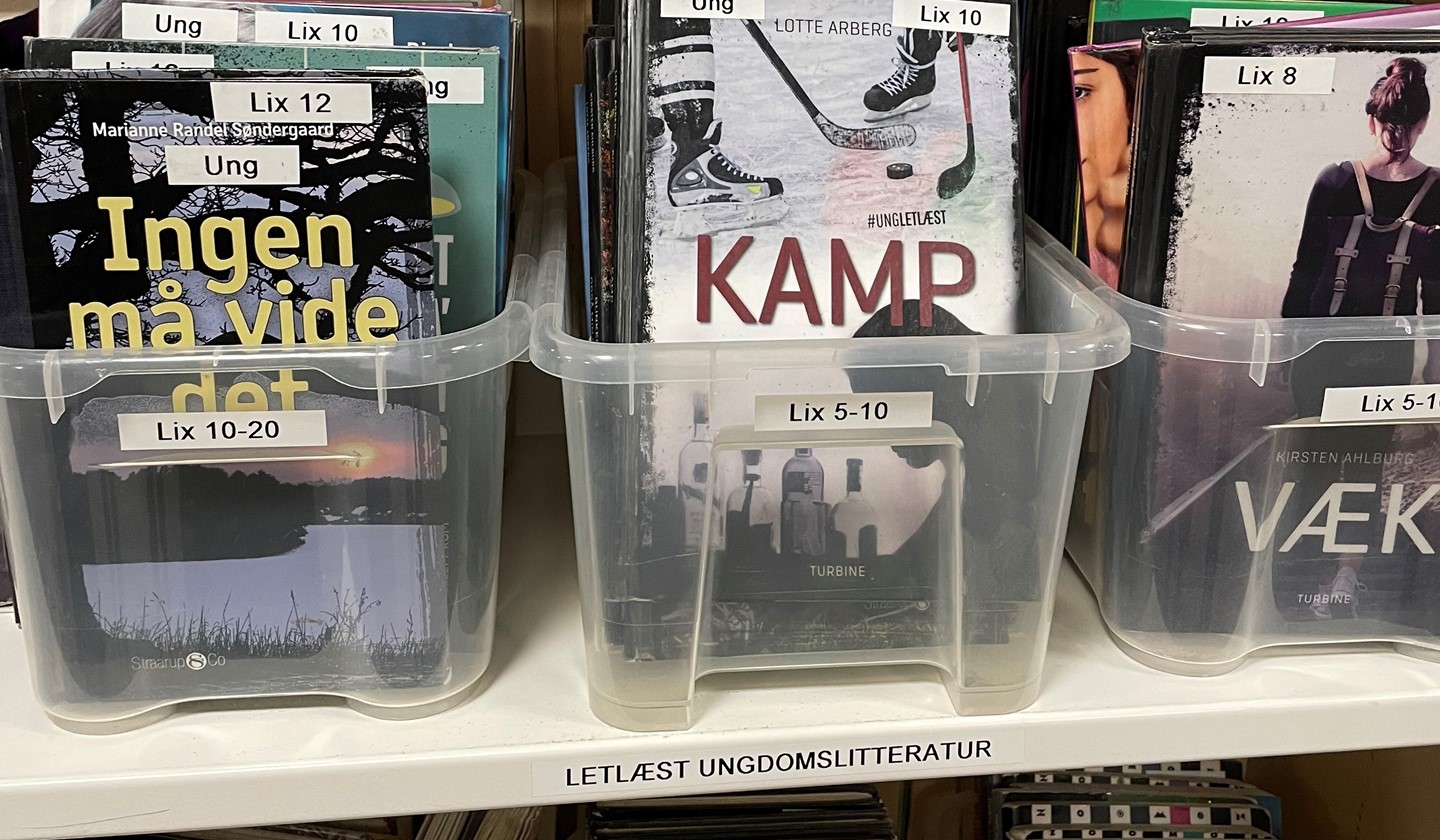 Ung
Lix 10
Lix 12
Marianne Randel Søndergaard
Ung
Ingen
må vide
det
Lix 10-20
Straarup & Co
Ung
Lix 10
LOTTE ARBERG
#UNGLETLÆST
KAMP
Lix 5-10
TURBINE
Lix 8
KIRSTEN AHLBURG
VÆK
TURBINE
LETLÆST UNGDOMSLITTERATUR